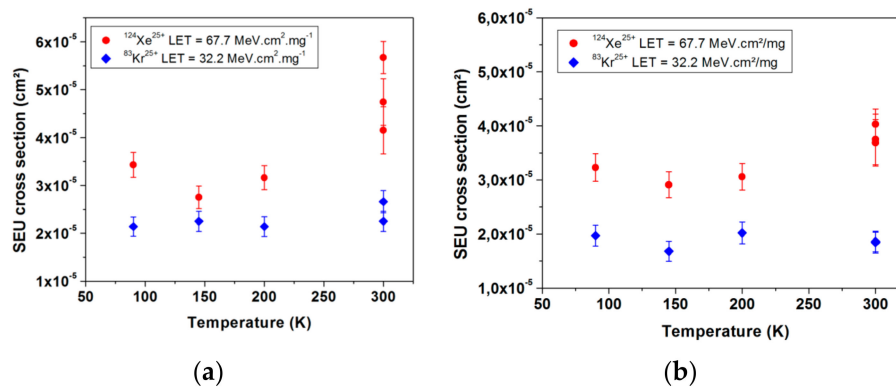 ¹²⁴Xe²⁵⁺ LET = 67.7 MeV.cm².mg⁻¹
⁸³Kr²⁵⁺ LET = 32.2 MeV.cm².mg⁻¹
SEU cross section (cm²)
6x10⁻⁵
5x10⁻⁵
4x10⁻⁵
3x10⁻⁵
2x10⁻⁵
1x10⁻⁵
50 100 150 200 250 300
Temperature (K)
(a)
¹²⁴Xe²⁵⁺ LET = 67.7 MeV.cm²/mg
⁸³Kr²⁵⁺ LET = 32.2 MeV.cm²/mg
SEU cross section (cm²)
6,0x10⁻⁵
5,0x10⁻⁵
4,0x10⁻⁵
3,0x10⁻⁵
2,0x10⁻⁵
1,0x10⁻⁵
50 100 150 200 250 300
Temperature (K)
(b)